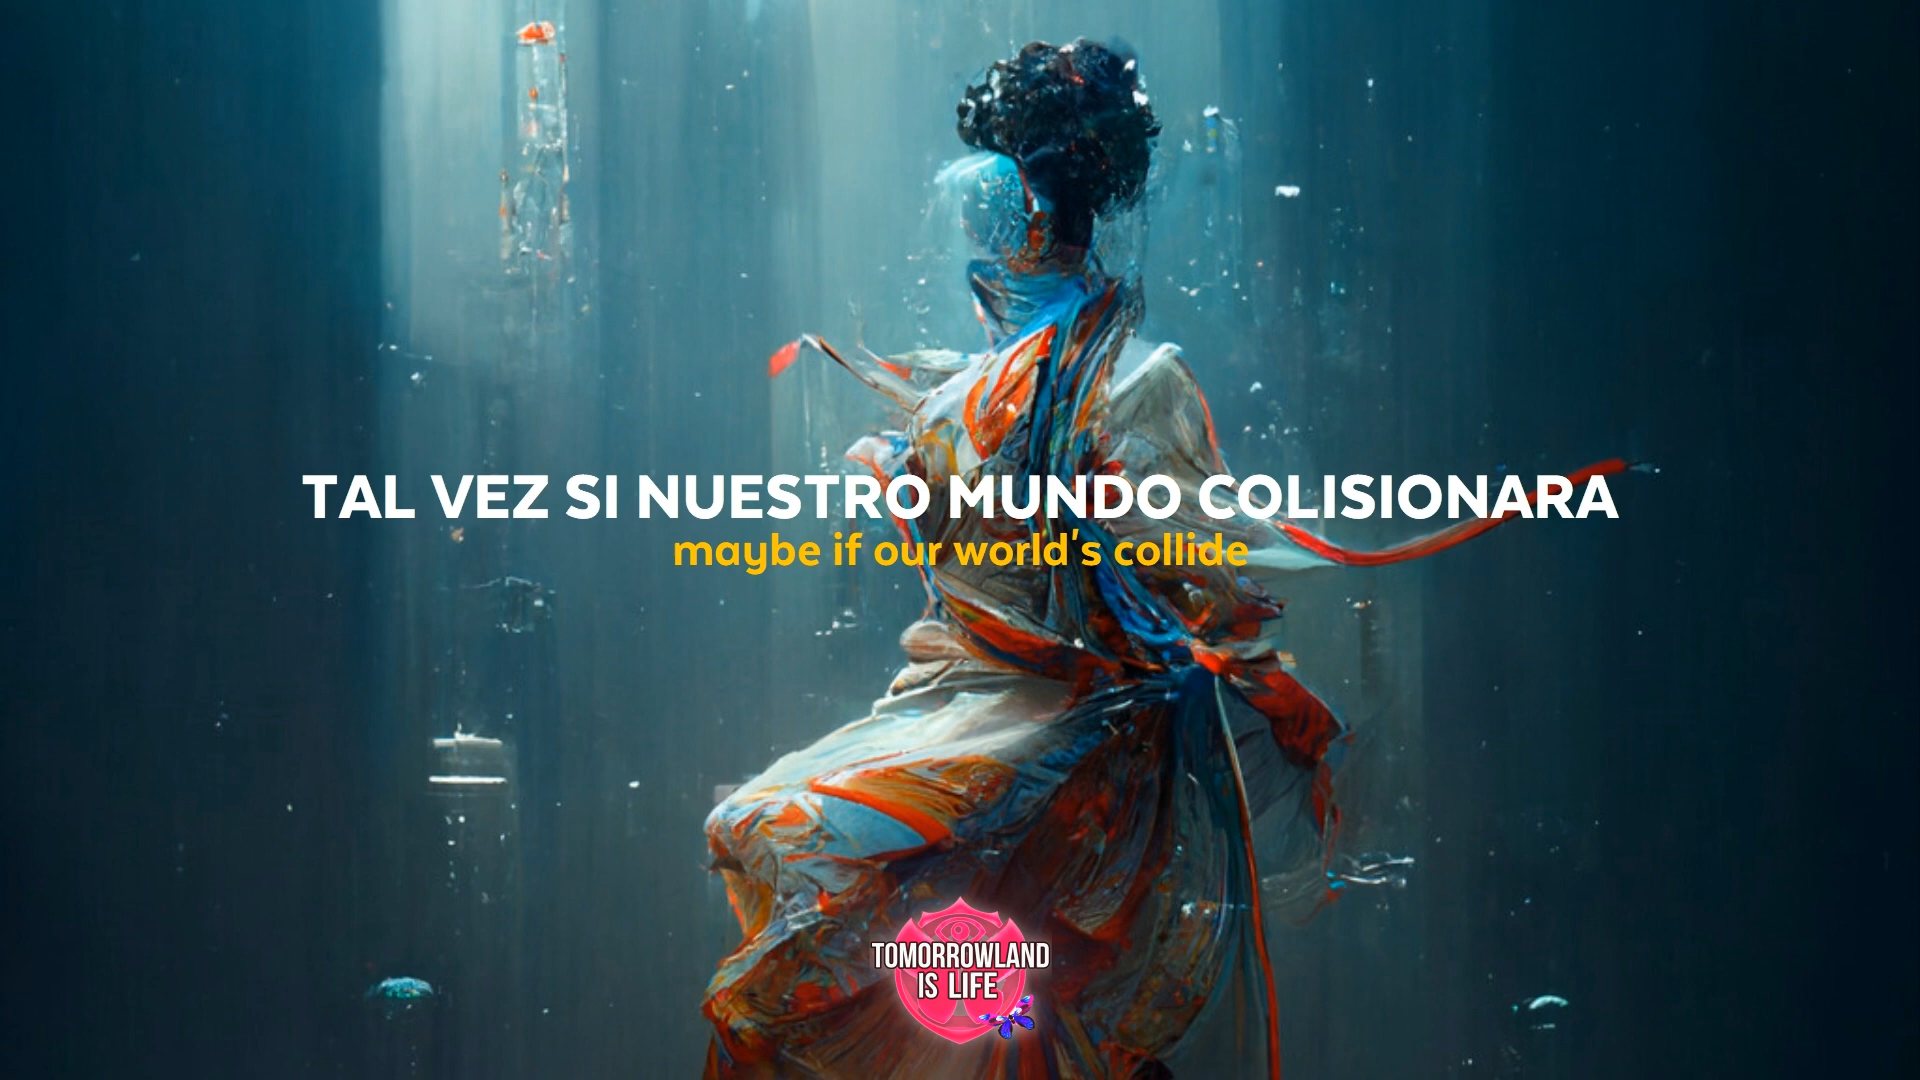 TAL VEZ SI NUESTRO MUNDO COLISIONARA
maybe if our world's collide
TOMORROWLAND
IS LIFE